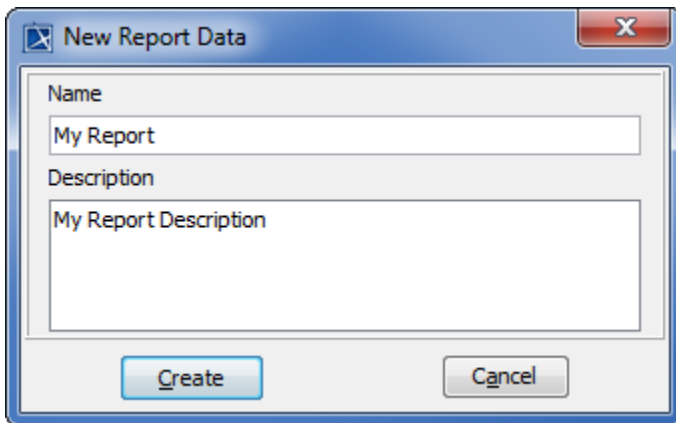 New Report Data
Name
My Report
Description
My Report Description
Create
Cancel